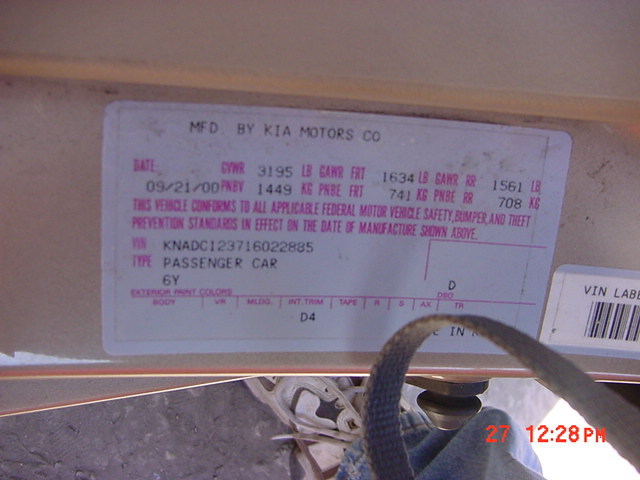 MFD BY KIA MOTORS CO
DATE: GVWR 3195 LB GAWR FRT 1634 LB GAWR RR 1561 LB
09/21/00 PNBV 1449 KG PNBE FRT 741 KG PNBE RR 708 KG
THIS VEHICLE CONFORMS TO ALL APPLICABLE FEDERAL MOTOR VEHICLE SAFETY,BUMPER,AND THEFT
PREVENTION STANDARDS IN EFFECT ON THE DATE OF MANUFACTURE SHOWN ABOVE.
VIN KNADC123716022885
TYPE PASSENGER CAR
6Y D
EXTERIOR PAINT COLORS DSO
BODY VR MLDG. INT.TRIM TAPE R S AX TR
D4
IN
VIN LABE
27 12:28PM